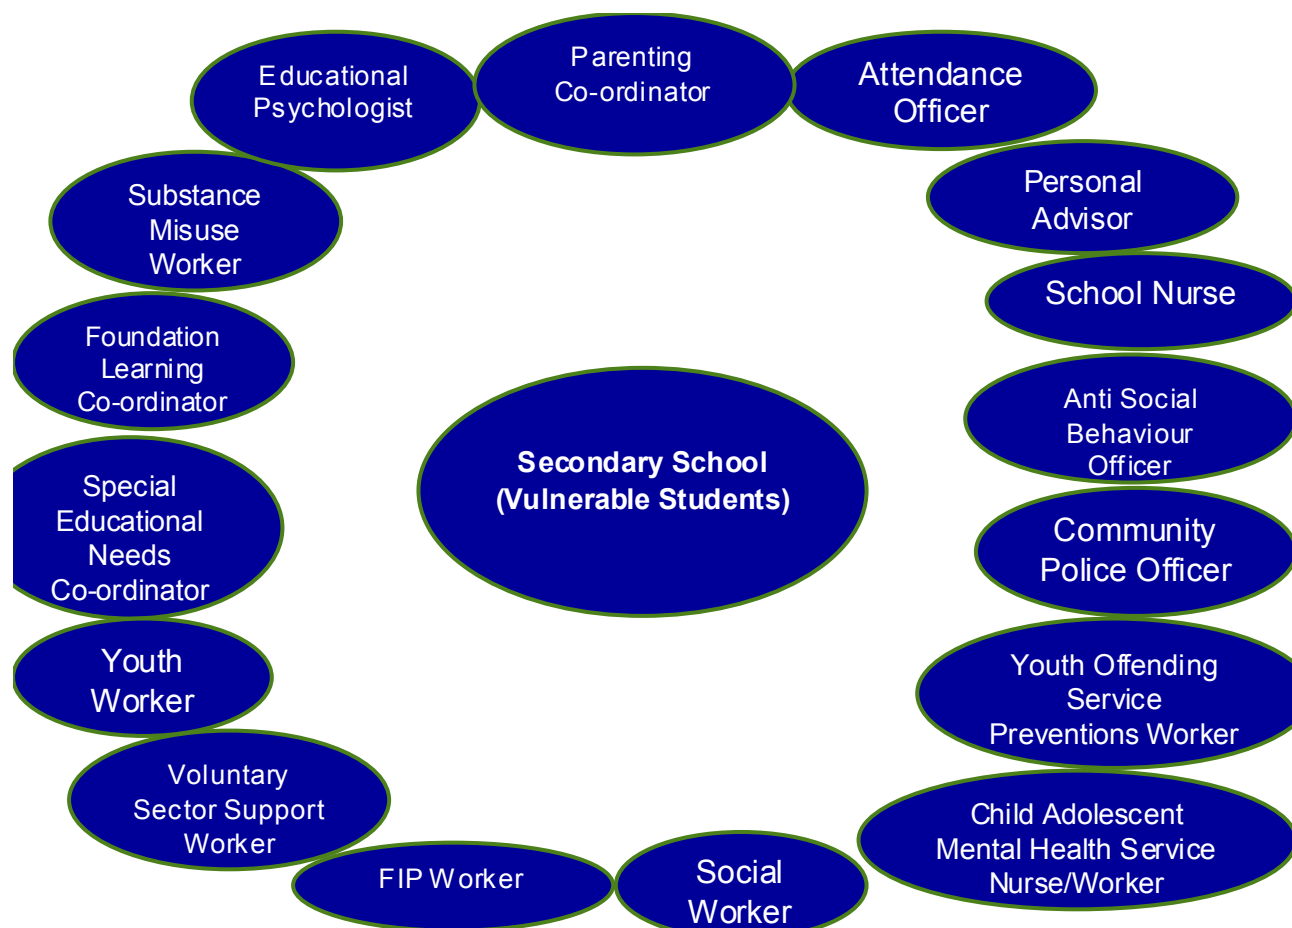 Parenting
Co-ordinator
Attendance
Officer
Educational
Psychologist
Personal
Advisor
Substance
Misuse
Worker
School Nurse
Foundation
Learning
Co-ordinator
Anti Social
Behaviour
Officer
Secondary School
(Vulnerable Students)
Special
Educational
Needs
Co-ordinator
Community
Police Officer
Youth
Worker
Youth Offending
Service
Preventions Worker
Voluntary
Sector Support
Worker
Child Adolescent
Mental Health Service
Nurse/Worker
FIP Worker
Social
Worker